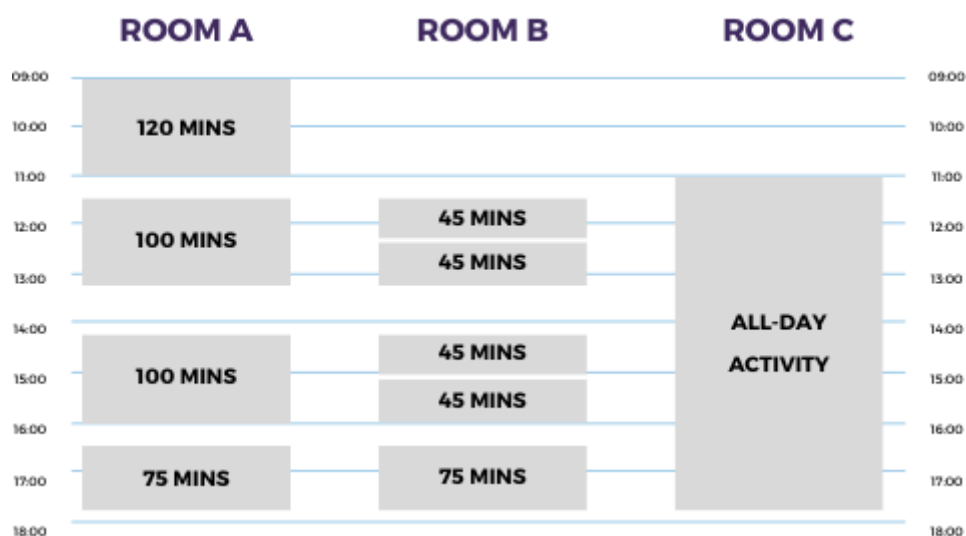 ROOM A ROOM B ROOM C
09:00 09:00
120 MINS
10:00 10:00
11:00 11:00
45 MINS
12:00 12:00
100 MINS
45 MINS
13:00 13:00
ALL-DAY
14:00 14:00
45 MINS
ACTIVITY
100 MINS
15:00 15:00
45 MINS
16:00 16:00
75 MINS 75 MINS
17:00 17:00
18:00 18:00